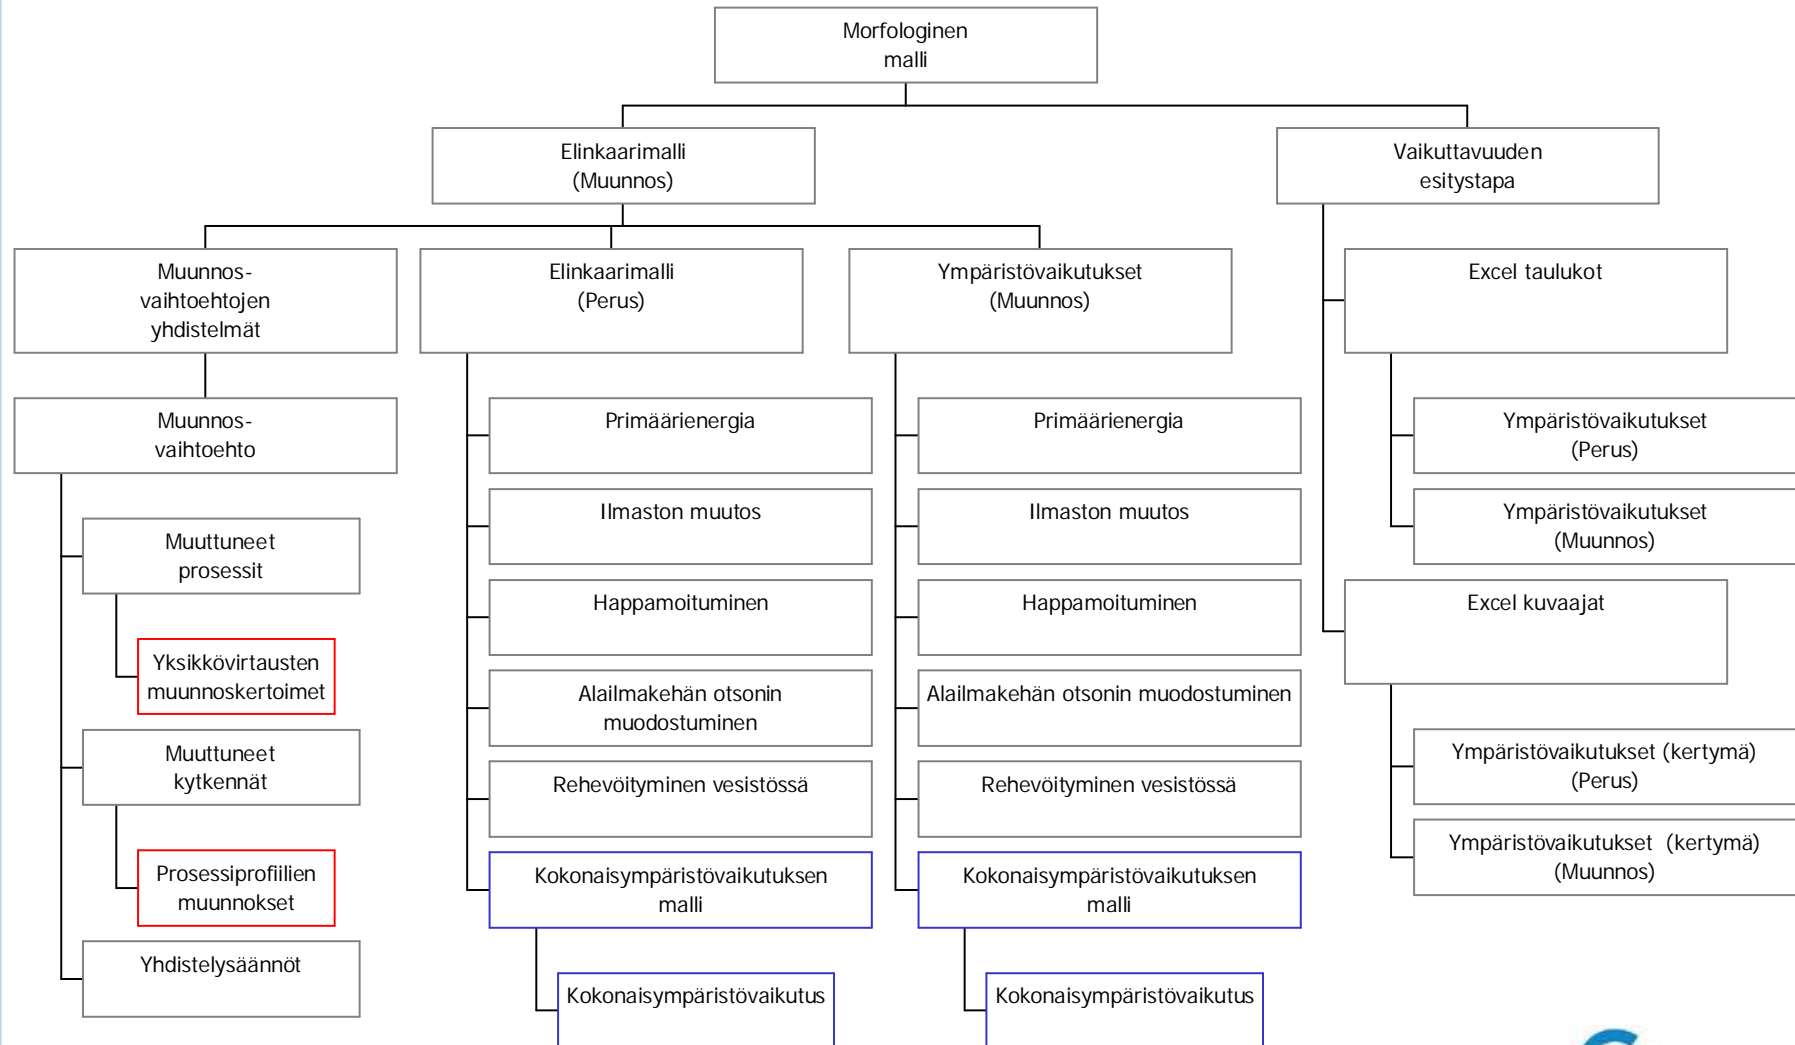 Morfologinen
malli
Elinkaarimalli
(Muunnos)
Vaikuttavuuden
esitystapa
Muunnos-
vaihtoehtojen
yhdistelmät
Elinkaarimalli
(Perus)
Ympäristövaikutukset
(Muunnos)
Excel taulukot
Muunnos-
vaihtoehto
Muuttuneet
prosessit
Yksikkövirtausten
muunnoskertoimet
Muuttuneet
kytkennät
Prosessiprofiilien
muunnokset
Yhdistelysäännöt
Primäärienergia
Ilmaston muutos
Happamoituminen
Alailmakehän otsonin
muodostuminen
Rehevöityminen vesistössä
Kokonaisympäristövaikutuksen
malli
Kokonaisympäristövaikutus
Primäärienergia
Ilmaston muutos
Happamoituminen
Alailmakehän otsonin muodostuminen
Rehevöityminen vesistössä
Kokonaisympäristövaikutuksen
malli
Kokonaisympäristövaikutus
Ympäristövaikutukset
(Perus)
Ympäristövaikutukset
(Muunnos)
Excel kuvaajat
Ympäristövaikutukset (kertymä)
(Perus)
Ympäristövaikutukset (kertymä)
(Muunnos)